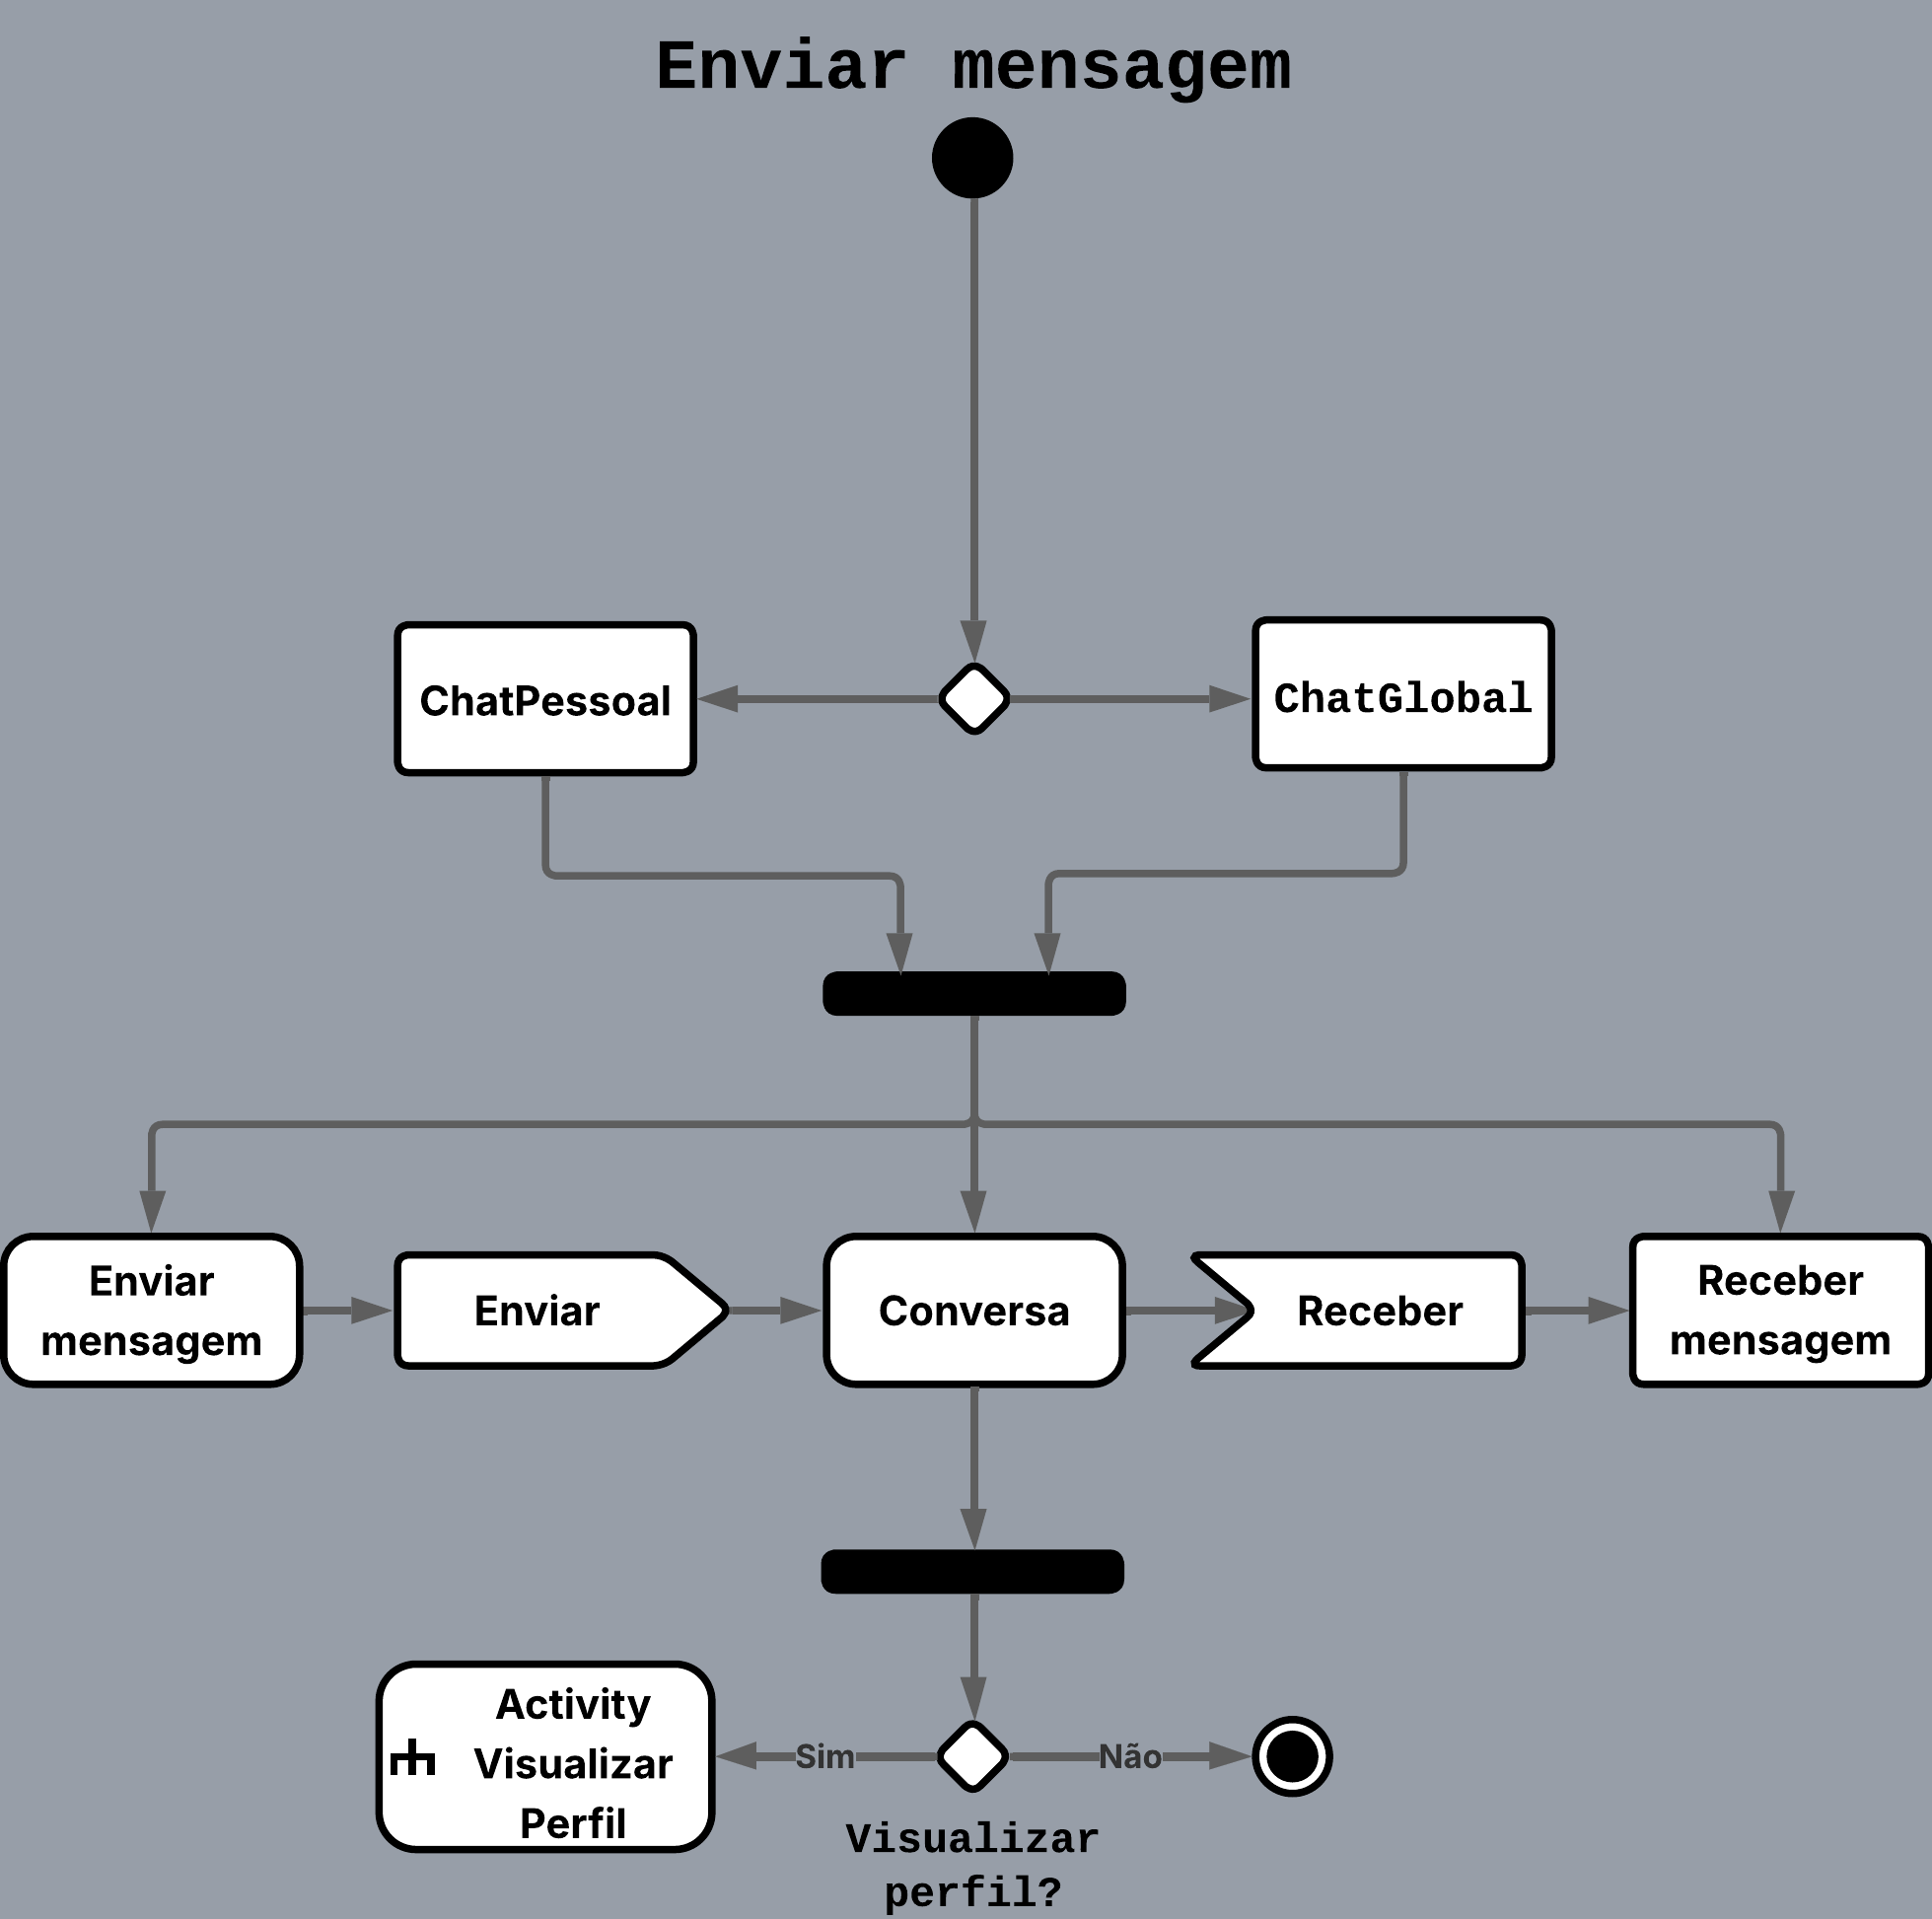 Enviar mensagem
ChatPessoal
ChatGlobal
Enviar
mensagem
Enviar
Conversa
Receber
Receber
mensagem
Activity
Visualizar
Perfil
Sim
Não
Visualizar
perfil?